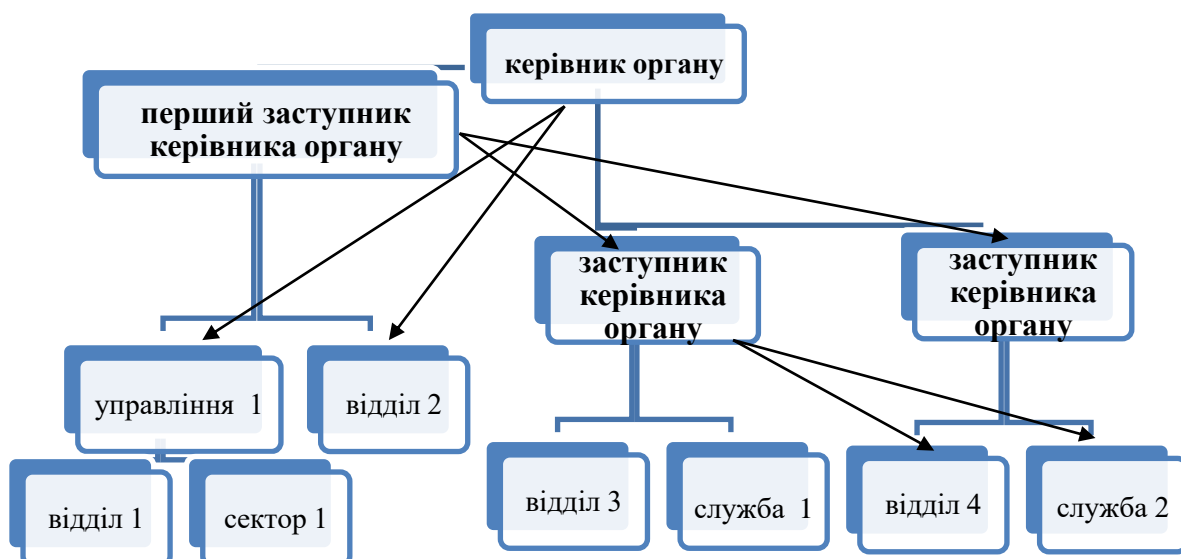 керівник органу
перший заступник
керівника органу
заступник
керівника
органу
заступник
керівника
органу
управління 1
відділ 2
відділ 1
сектор 1
відділ 3
служба 1
відділ 4
служба 2